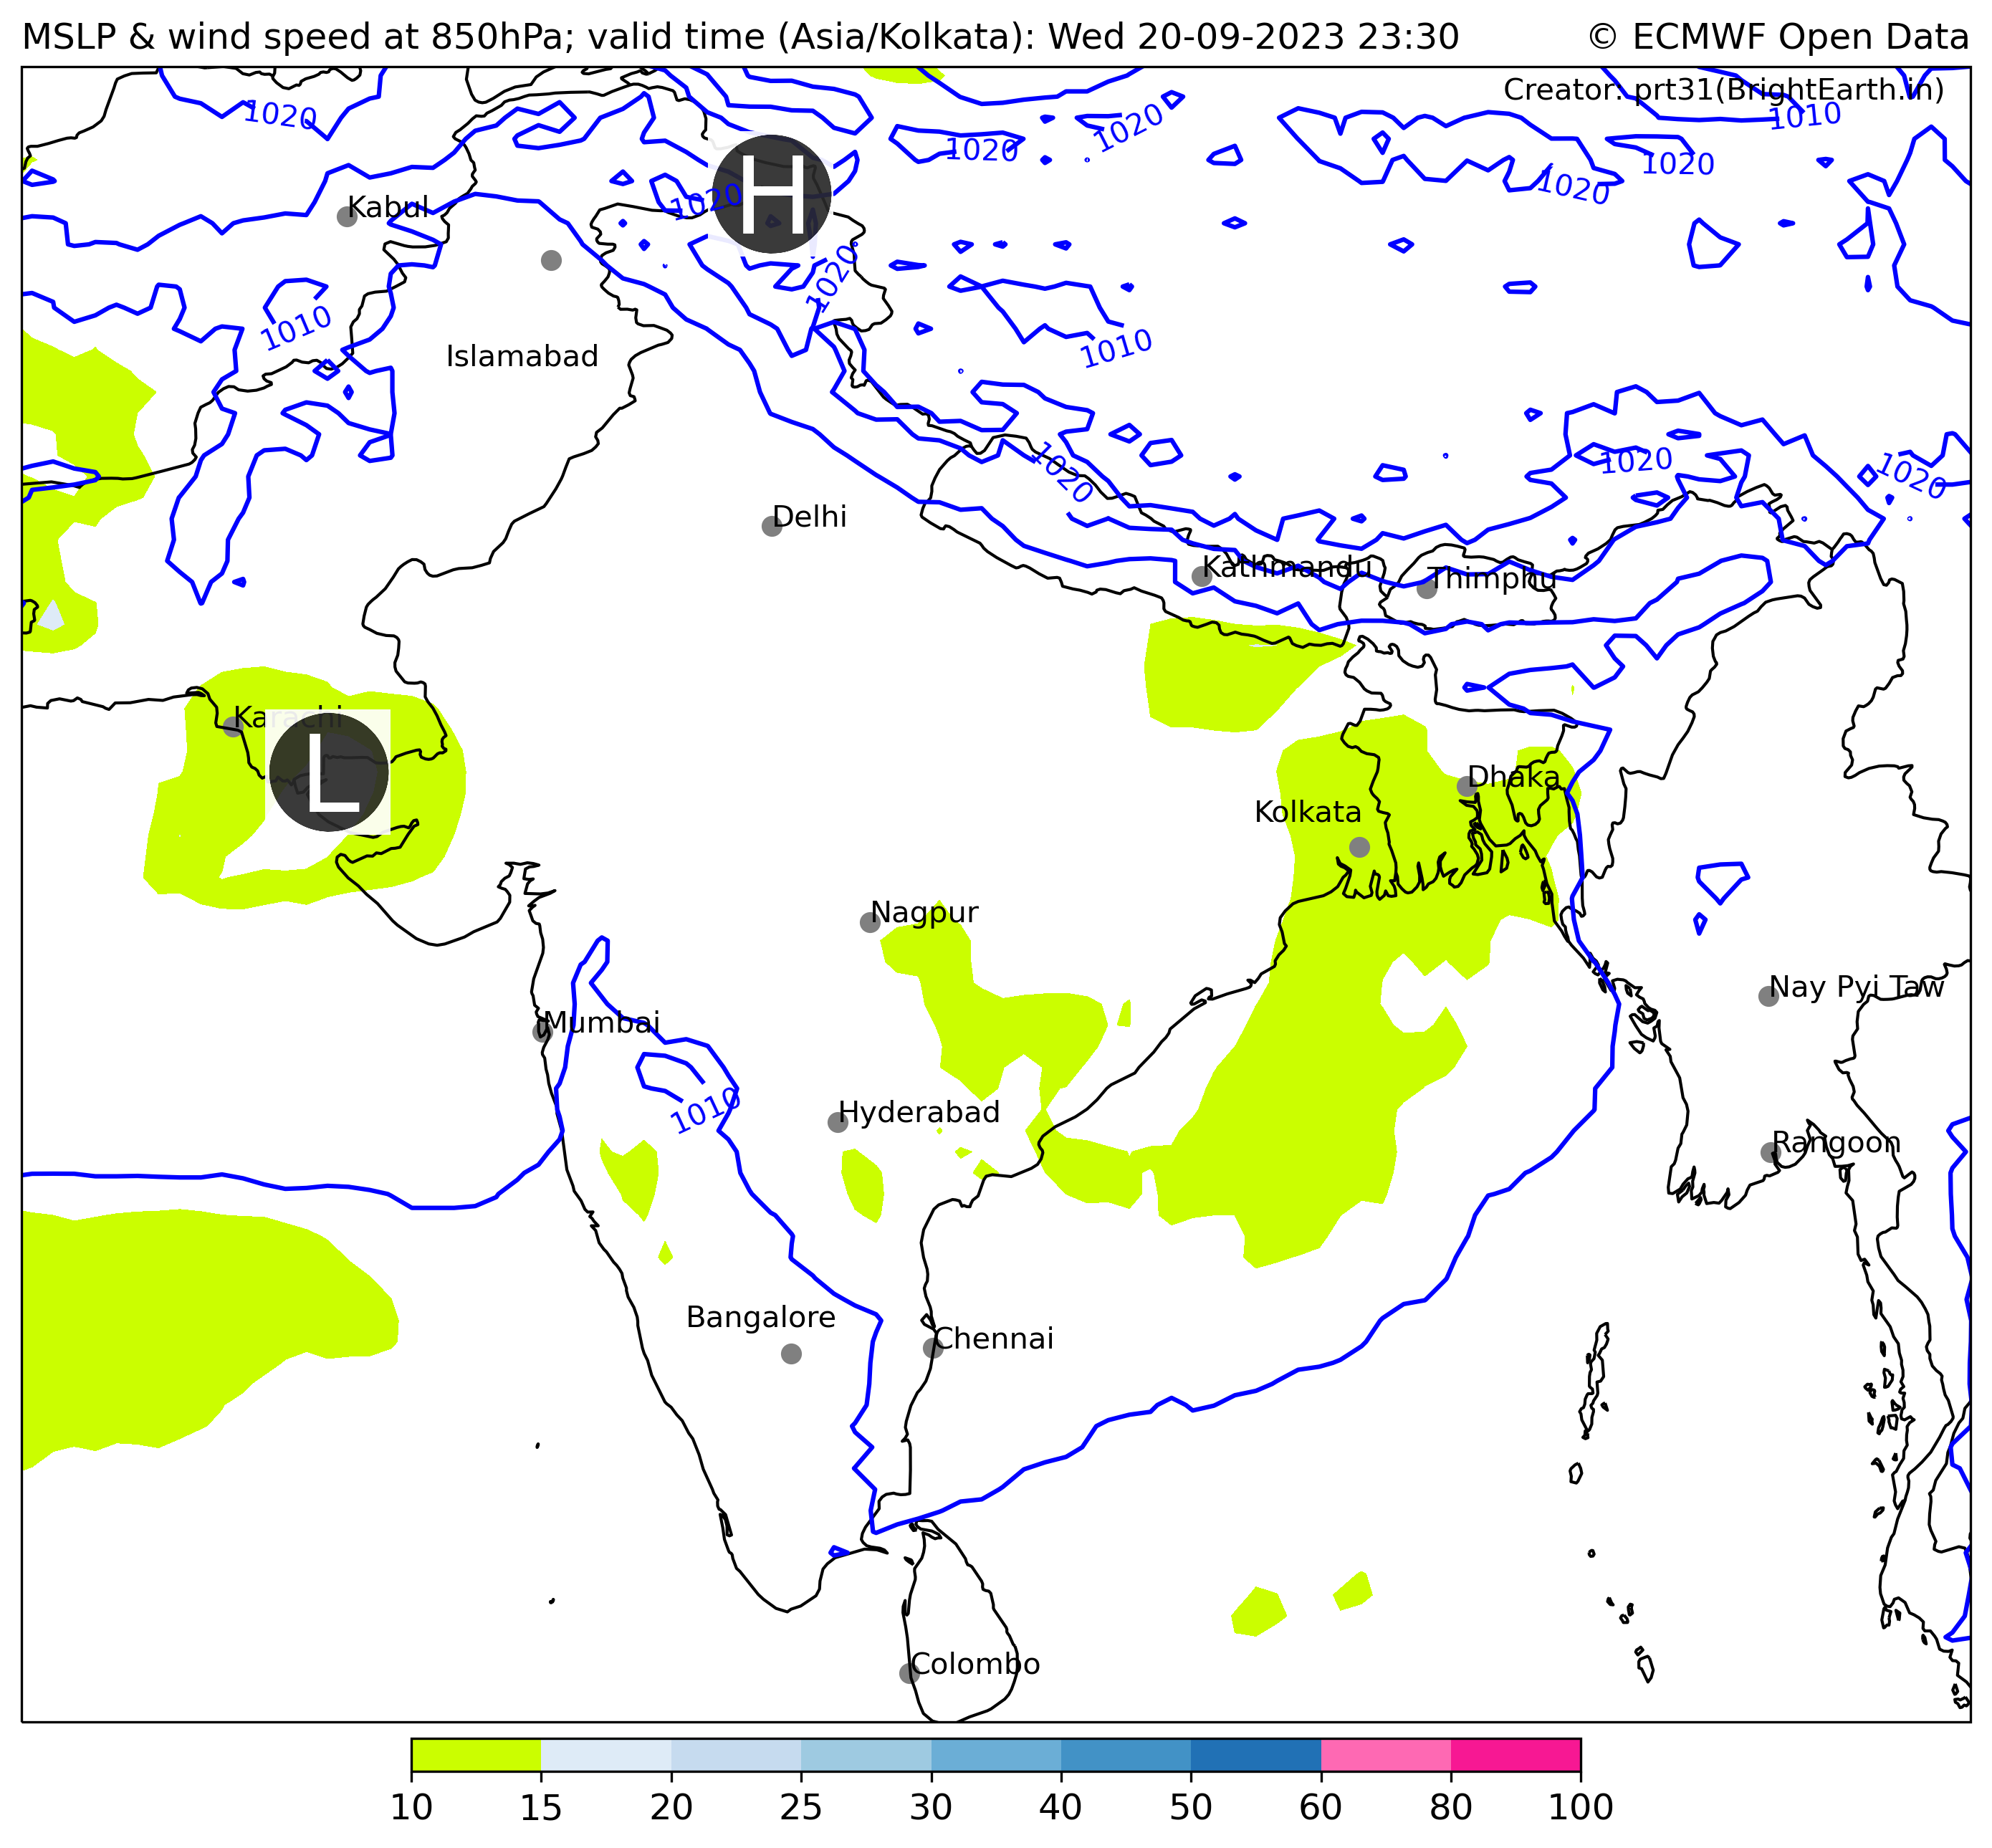 MSLP & wind speed at 850hPa; valid time (Asia/Kolkata): Wed 20-09-2023 23:30
© ECMWF Open Data
Creator: prt31(BrightEarth.in)
1020
1020
1020
1010
1020
1020
1020
H
Kabul
1020
1010
1010
Islamabad
1020
1020
1020
Delhi
Kathmandu
Thimphu
Karachi
L
Dhaka
Kolkata
Nagpur
Nay Pyi Taw
Mumbai
1010
Hyderabad
Rangoon
Bangalore
Chennai
Colombo
10 15 20 25 30 40 50 60 80 100